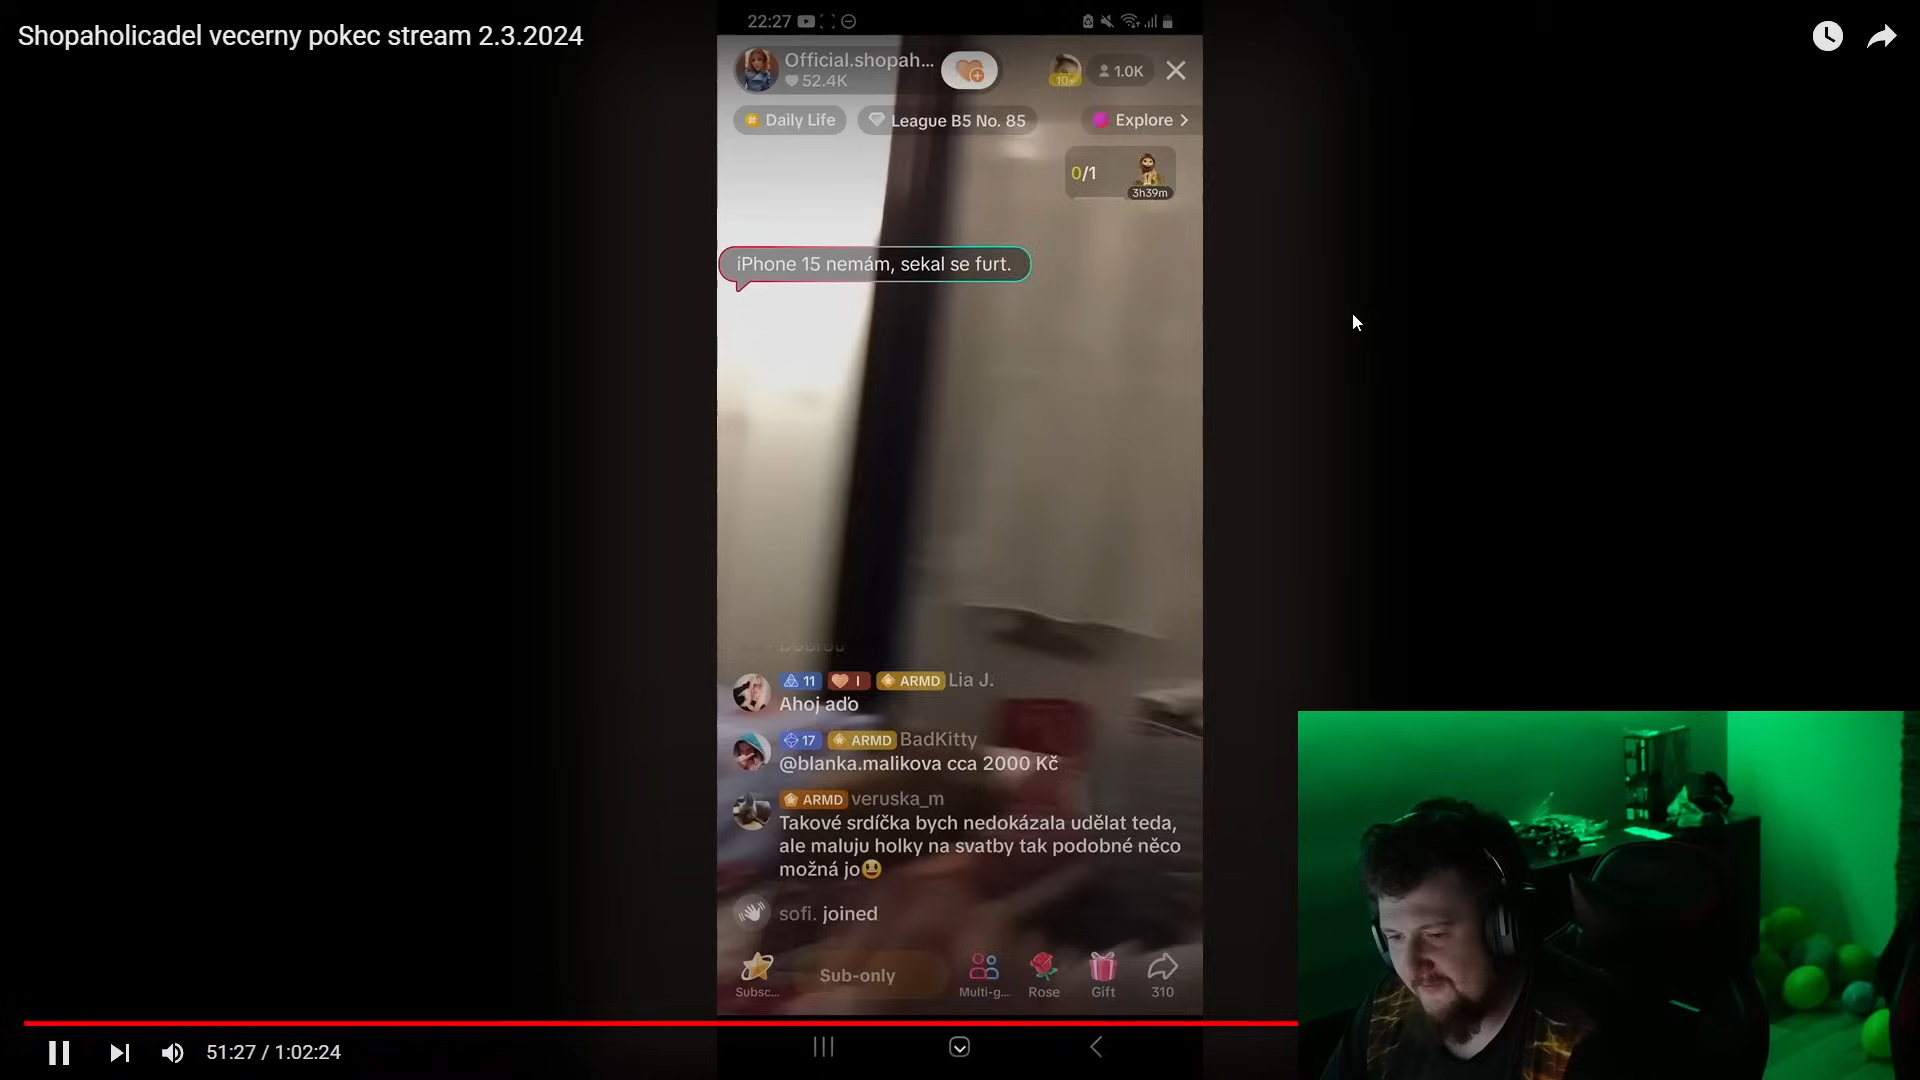 Shopaholicadel vecerny pokec stream 2.3.2024
22:27
Official.shopah...
52.4K
10+
1.0K
Daily Life
League B5 No. 85
Explore
0/1
3h39m
iPhone 15 nemám, sekal se furt.
11 I ARMD Lia J.
Ahoj aďo
17 ARMD BadKitty
@blanka.malikova cca 2000 Kč
ARMD veruska_m
Takové srdíčka bych nedokázala udělat teda,
ale maluju holky na svatby tak podobné něco
možná jo😃
sofi. joined
Subsc...
Sub-only
Multi-g...
Rose
Gift
310
51:27 / 1:02:24